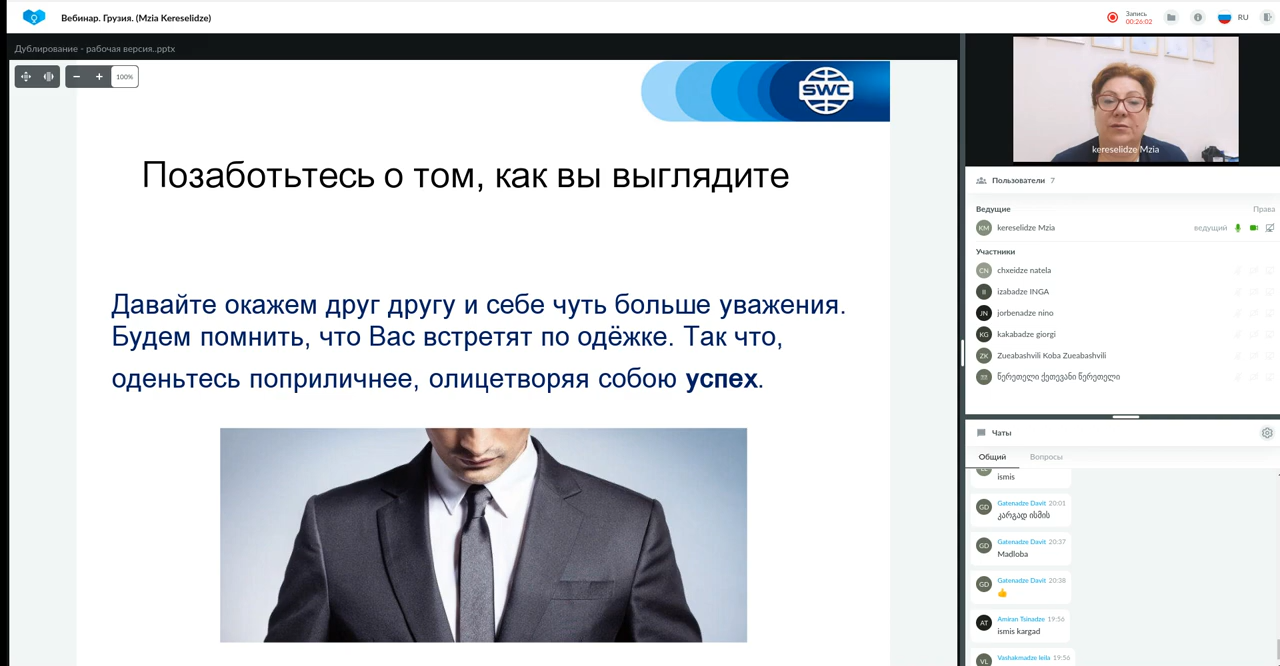 Вебинар. Грузия. (Mzia Kereselidze)
Запись
00:26:02
RU
Дублирование - рабочая версия..pptx
100%
SWC
Позаботьтесь о том, как вы выглядите
Давайте окажем друг другу и себе чуть больше уважения.
Будем помнить, что Вас встретят по одёжке. Так что,
оденьтесь поприличнее, олицетворяя собою успех.
kereselidze Mzia
Пользователи 7
Ведущие Права
KM kereselidze Mzia ведущий
Участники
CN chxeidze natela
II izabadze INGA
JN jorbenadze nino
KG kakabadze giorgi
ZK Zueabashvili Koba Zueabashvili
წერეთელი ქეთევანი წერეთელი
Чаты
Общий Вопросы
ismis
GD Gatenadze Davit 20:01
კარგად ისმის
GD Gatenadze Davit 20:37
Madloba
GD Gatenadze Davit 20:38
👍
AT Amiran Tsinadze 19:56
ismis kargad
VL Vashakmadze leila 19:56